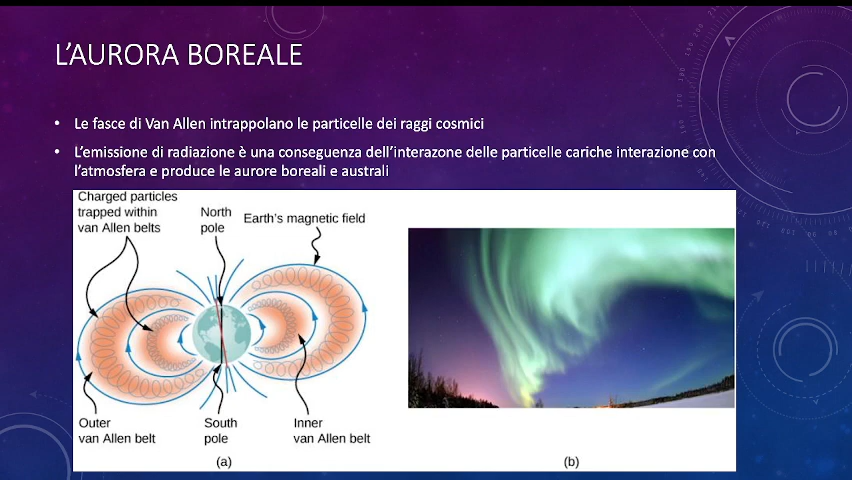 L’AURORA BOREALE
• Le fasce di Van Allen intrappolano le particelle dei raggi cosmici
• L’emissione di radiazione è una conseguenza dell’interazone delle particelle cariche interazione con
l’atmosfera e produce le aurore boreali e australi
Charged particles
trapped within
van Allen belts
North
pole
Earth’s magnetic field
Outer
van Allen belt
South
pole
Inner
van Allen belt
(a)
(b)